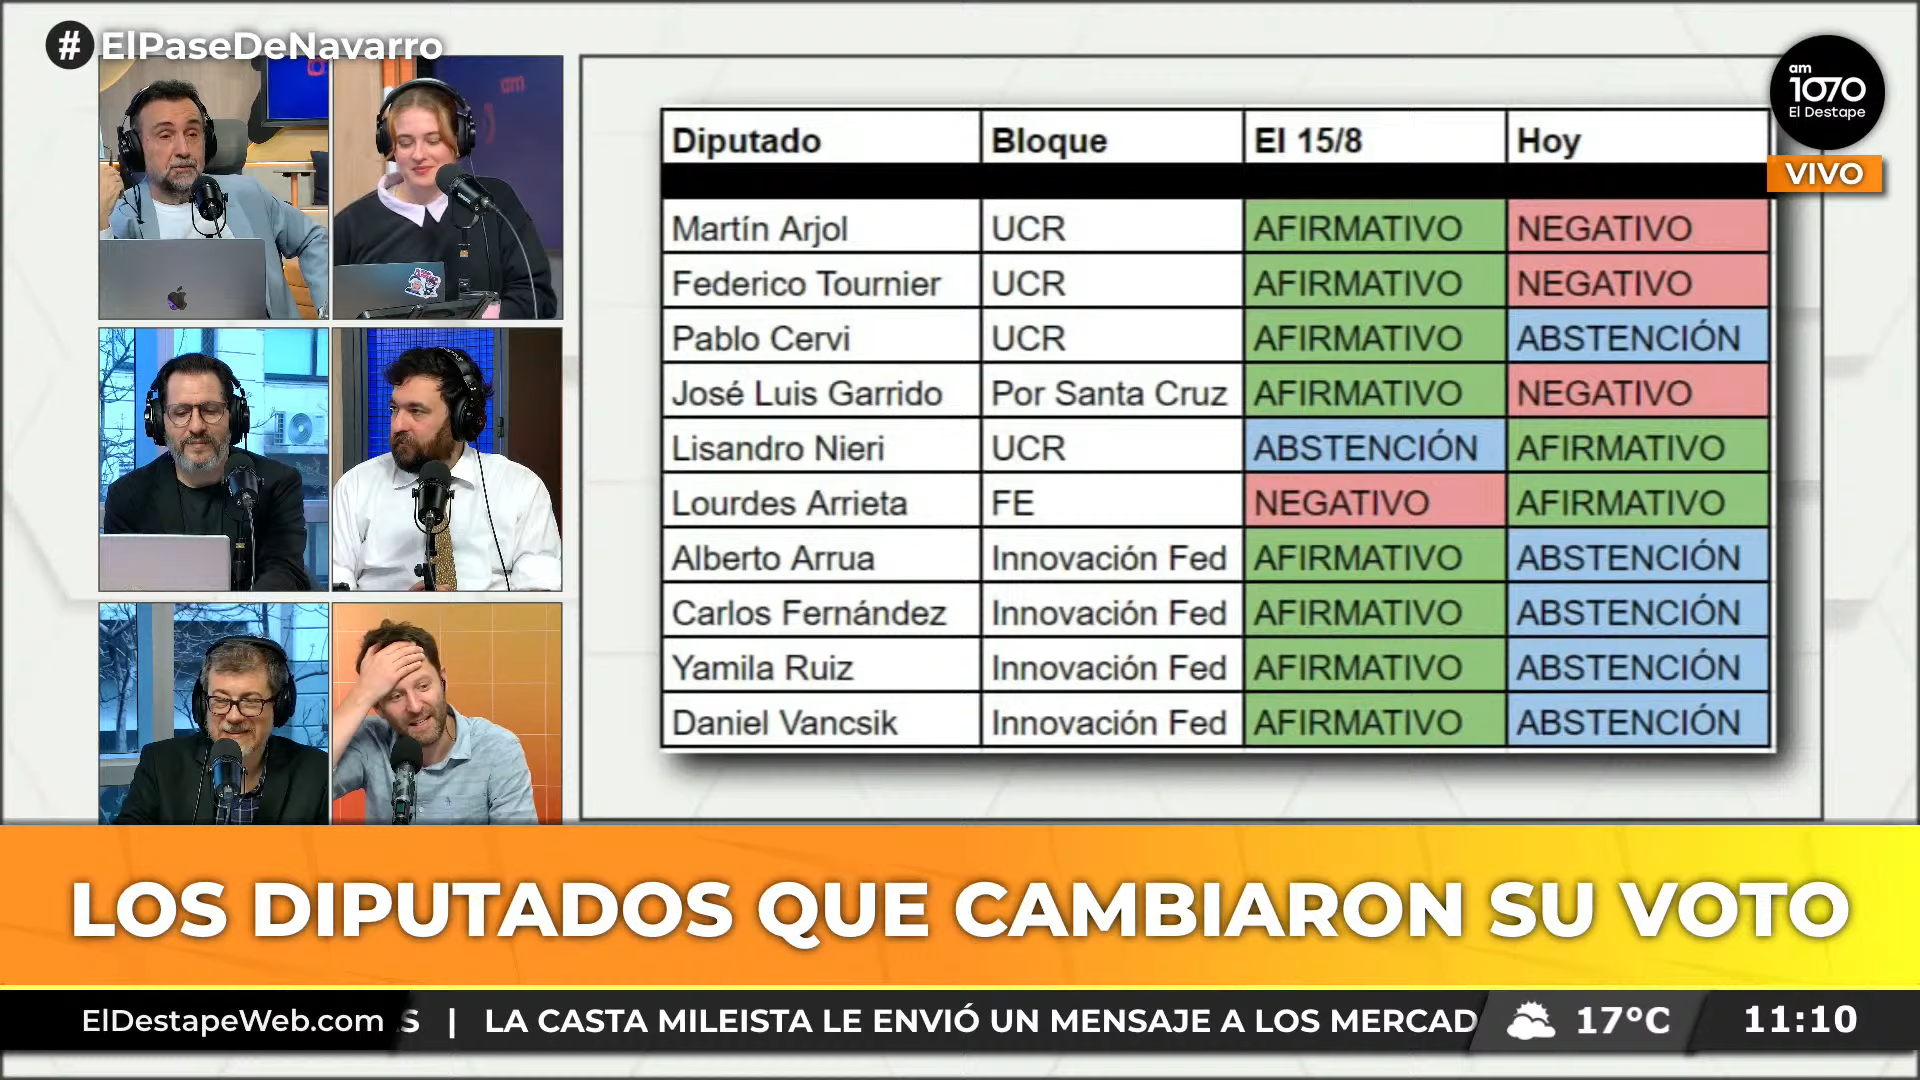 # ElPaseDeNavarro
am
1070
El Destape
VIVO
Diputado Bloque El 15/8 Hoy
Martín Arjol UCR AFIRMATIVO NEGATIVO
Federico Tournier UCR AFIRMATIVO NEGATIVO
Pablo Cervi UCR AFIRMATIVO ABSTENCIÓN
José Luis Garrido Por Santa Cruz AFIRMATIVO NEGATIVO
Lisandro Nieri UCR ABSTENCIÓN AFIRMATIVO
Lourdes Arrieta FE NEGATIVO AFIRMATIVO
Alberto Arrua Innovación Fed AFIRMATIVO ABSTENCIÓN
Carlos Fernández Innovación Fed AFIRMATIVO ABSTENCIÓN
Yamila Ruiz Innovación Fed AFIRMATIVO ABSTENCIÓN
Daniel Vancsik Innovación Fed AFIRMATIVO ABSTENCIÓN
am
LOS DIPUTADOS QUE CAMBIARON SU VOTO
ElDestapeWeb.com S | LA CASTA MILEISTA LE ENVIÓ UN MENSAJE A LOS MERCAD 17°C 11:10